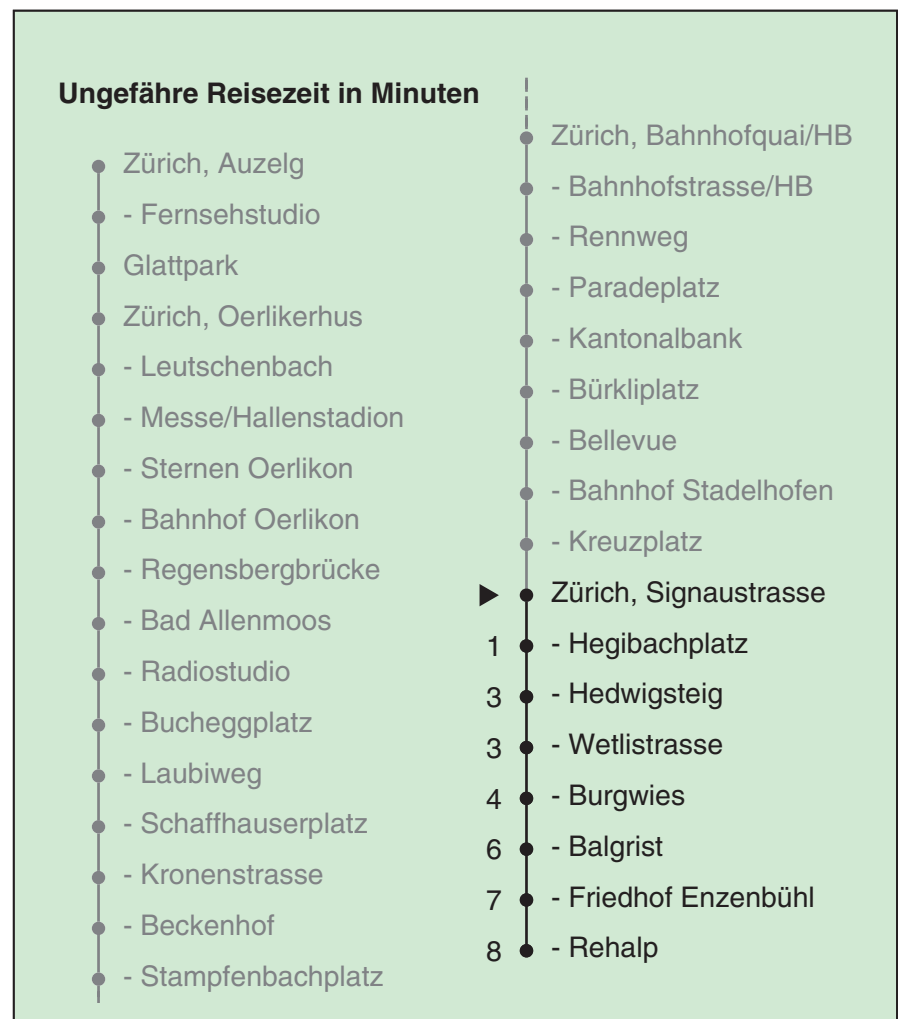 Ungefähre Reisezeit in Minuten
Zürich, Auzelg
- Fernsehstudio
Glattpark
Zürich, Oerlikerhus
- Leutschenbach
- Messe/Hallenstadion
- Sternen Oerlikon
- Bahnhof Oerlikon
- Regensbergbrücke
- Bad Allenmoos
- Radiostudio
- Bucheggplatz
- Laubiweg
- Schaffhauserplatz
- Kronenstrasse
- Beckenhof
- Stampfenbachplatz
Zürich, Bahnhofquai/HB
- Bahnhofstrasse/HB
- Rennweg
- Paradeplatz
- Kantonalbank
- Bürkliplatz
- Bellevue
- Bahnhof Stadelhofen
- Kreuzplatz
Zürich, Signaustrasse
1 - Hegibachplatz
3 - Hedwigsteig
3 - Wetlistrasse
4 - Burgwies
6 - Balgrist
7 - Friedhof Enzenbühl
8 - Rehalp